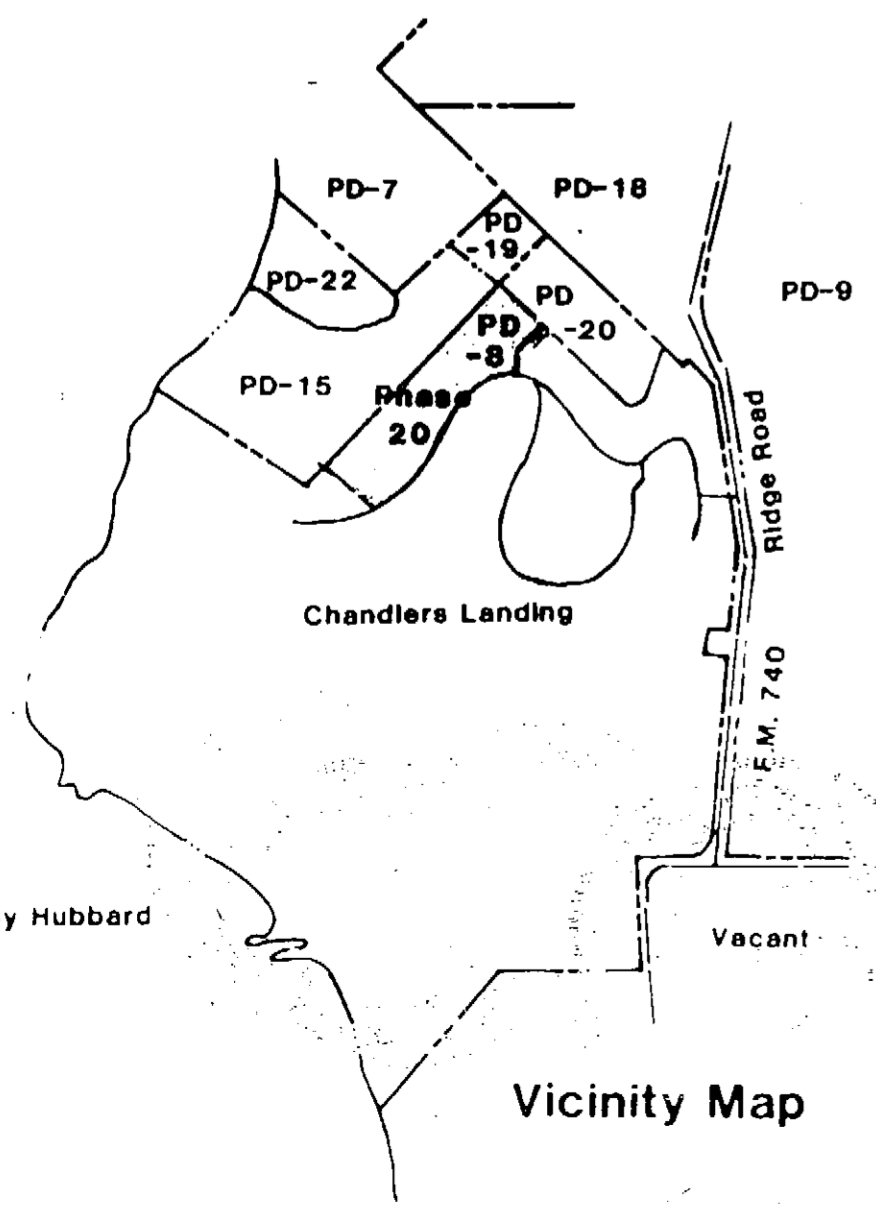 PD-7
PD-18
PD
-19
PD-22
PD-9
PD
-20
PD
-8
PD-15
Phase
20
Ridge Road
Chandlers Landing
F.M. 740
y Hubbard
Vacant
Vicinity Map